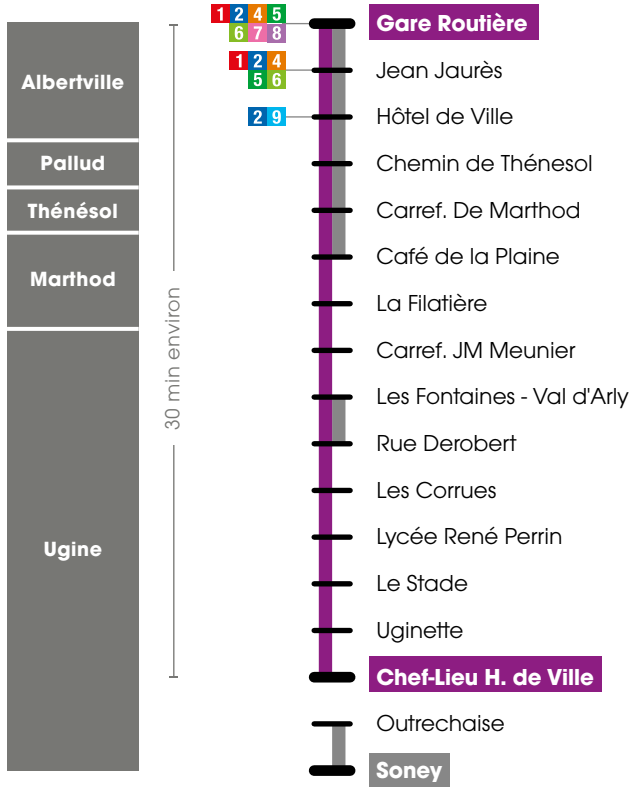 Albertville
Pallud
Thénésol
Marthod
Ugine
30 min environ
1 2 4 5
6 7 8
Gare Routière
1 2 4
5 6
Jean Jaurès
2 9
Hôtel de Ville
Chemin de Thénesol
Carref. De Marthod
Café de la Plaine
La Filatière
Carref. JM Meunier
Les Fontaines - Val d'Arly
Rue Derobert
Les Corrues
Lycée René Perrin
Le Stade
Uginette
Chef-Lieu H. de Ville
Outrechaise
Soney